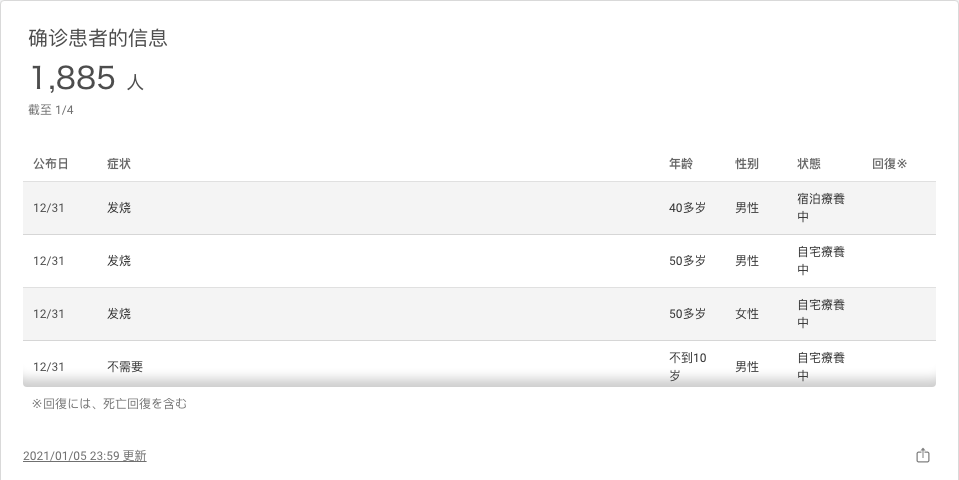 确诊患者的信息
1,885 人
截至 1/4
公布日 症状 年龄 性别 状態 回復※
12/31 发烧 40多岁 男性 宿泊療養
中
12/31 发烧 50多岁 男性 自宅療養
中
12/31 发烧 50多岁 女性 自宅療養
中
12/31 不需要 不到10
岁 男性 自宅療養
中
※回復には、死亡回復を含む
2021/01/05 23:59 更新